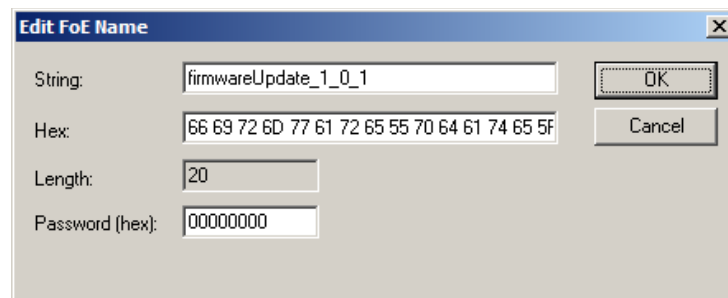 Edit FoE Name
String: firmwareUpdate_1_0_1 OK
Hex: 66 69 72 6D 77 61 72 65 55 70 64 61 74 65 5F Cancel
Length: 20
Password (hex): 00000000